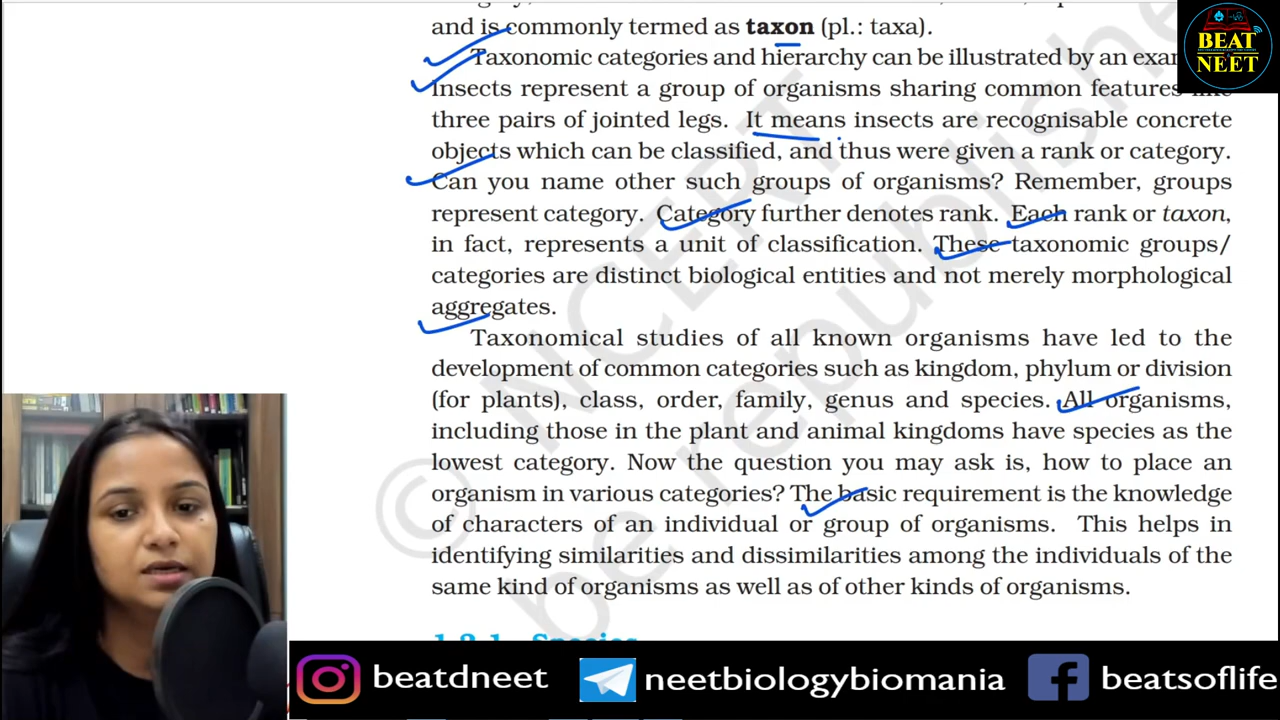 and is commonly termed as taxon (pl.: taxa).
Taxonomic categories and hierarchy can be illustrated by an
insects represent a group of organisms sharing common features
three pairs of jointed legs. It means insects are recognisable concrete
objects which can be classified, and thus were given a rank or category.
Can you name other such groups of organisms? Remember, groups
represent category. Category further denotes rank. Each rank or taxon,
in fact, represents a unit of classification. These taxonomic groups/
categories are distinct biological entities and not merely morphological
aggregates.
Taxonomical studies of all known organisms have led to the
development of common categories such as kingdom, phylum or division
(for plants), class, order, family, genus and species. All organisms,
including those in the plant and animal kingdoms have species as the
lowest category. Now the question you may ask is, how to place an
organism in various categories? The basic requirement is the knowledge
of characters of an individual or group of organisms. This helps in
identifying similarities and dissimilarities among the individuals of the
same kind of organisms as well as of other kinds of organisms.
© NCERT
be republished
BEAT
NEET
beatdneet
neetbiologybiomania
beatsoflife